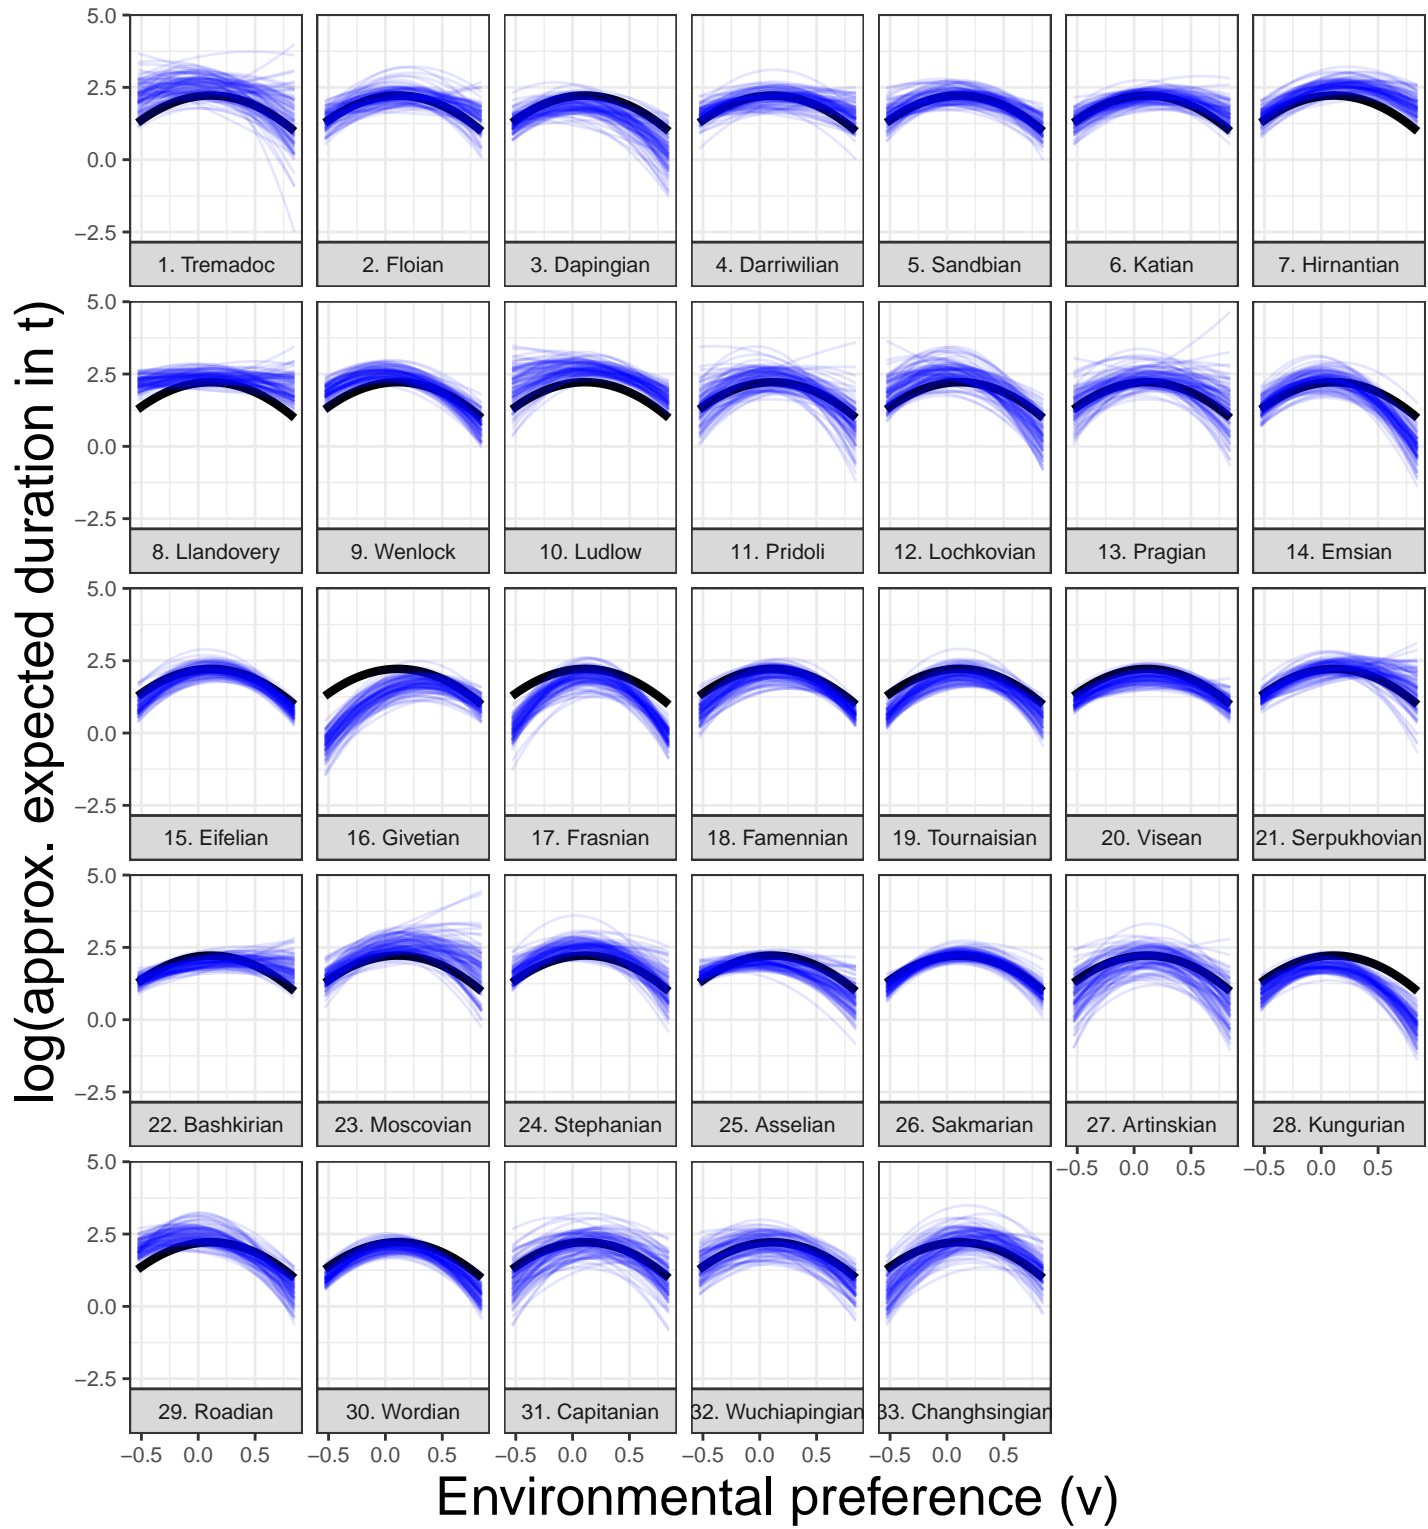 log(approx. expected duration in t)
5.0
2.5
0.0
−2.5
1. Tremadoc
2. Floian
3. Dapingian
4. Darriwilian
5. Sandbian
6. Katian
7. Hirnantian
5.0
2.5
0.0
−2.5
8. Llandovery
9. Wenlock
10. Ludlow
11. Pridoli
12. Lochkovian
13. Pragian
14. Emsian
5.0
2.5
0.0
−2.5
15. Eifelian
16. Givetian
17. Frasnian
18. Famennian
19. Tournaisian
20. Visean
21. Serpukhovian
5.0
2.5
0.0
−2.5
22. Bashkirian
23. Moscovian
24. Stephanian
25. Asselian
26. Sakmarian
27. Artinskian
28. Kungurian
−0.5 0.0 0.5
−0.5 0.0 0.5
5.0
2.5
0.0
−2.5
29. Roadian
30. Wordian
31. Capitanian
32. Wuchiapingian
33. Changhsingian
−0.5 0.0 0.5
−0.5 0.0 0.5
−0.5 0.0 0.5
−0.5 0.0 0.5
−0.5 0.0 0.5
Environmental preference (v)